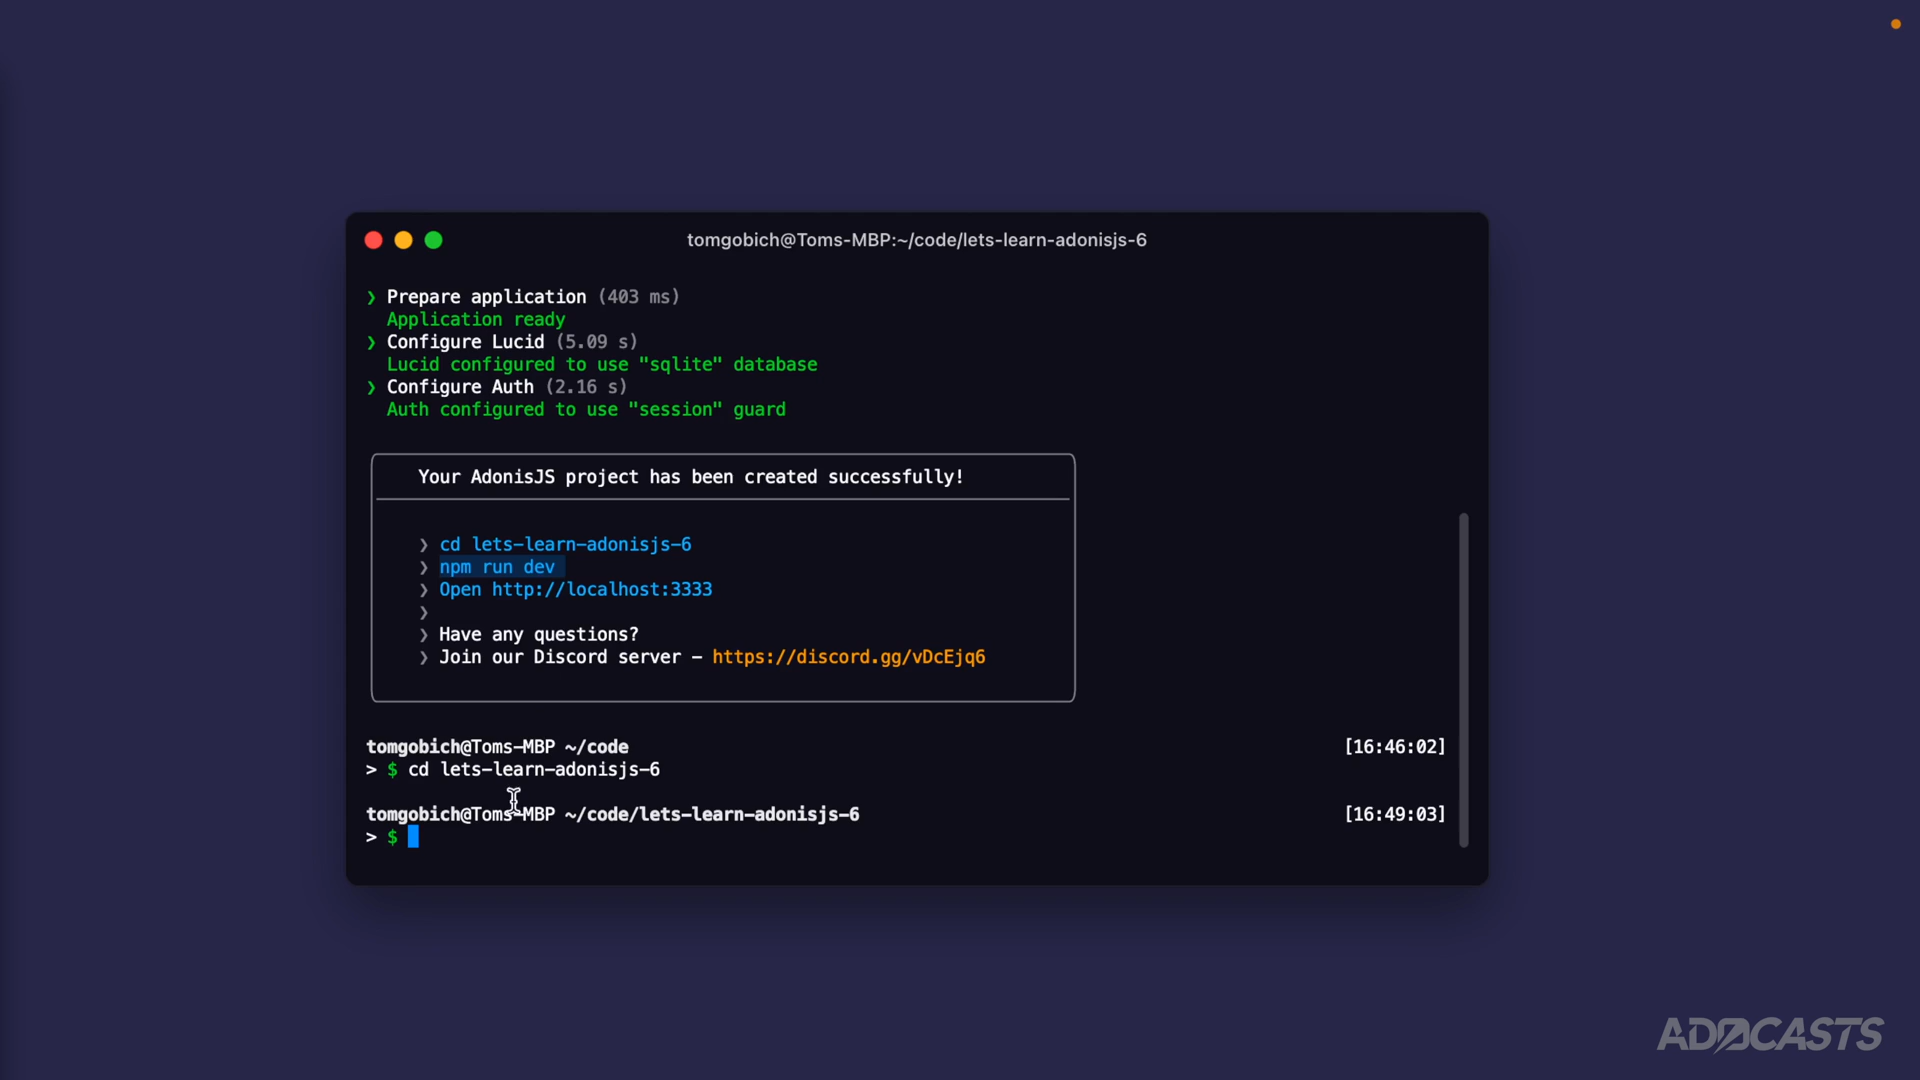 tomgobich@Toms-MBP:~/code/lets-learn-adonisjs-6
❯ Prepare application (403 ms)
Application ready
❯ Configure Lucid (5.09 s)
Lucid configured to use "sqlite" database
❯ Configure Auth (2.16 s)
Auth configured to use "session" guard
Your AdonisJS project has been created successfully!
❯ cd lets-learn-adonisjs-6
❯ npm run dev
❯ Open http://localhost:3333
❯
❯ Have any questions?
❯ Join our Discord server – https://discord.gg/vDcEjq6
tomgobich@Toms-MBP ~/code [16:46:02]
> $ cd lets-learn-adonisjs-6
tomgobich@Toms-MBP ~/code/lets-learn-adonisjs-6 [16:49:03]
> $
ADOCASTS